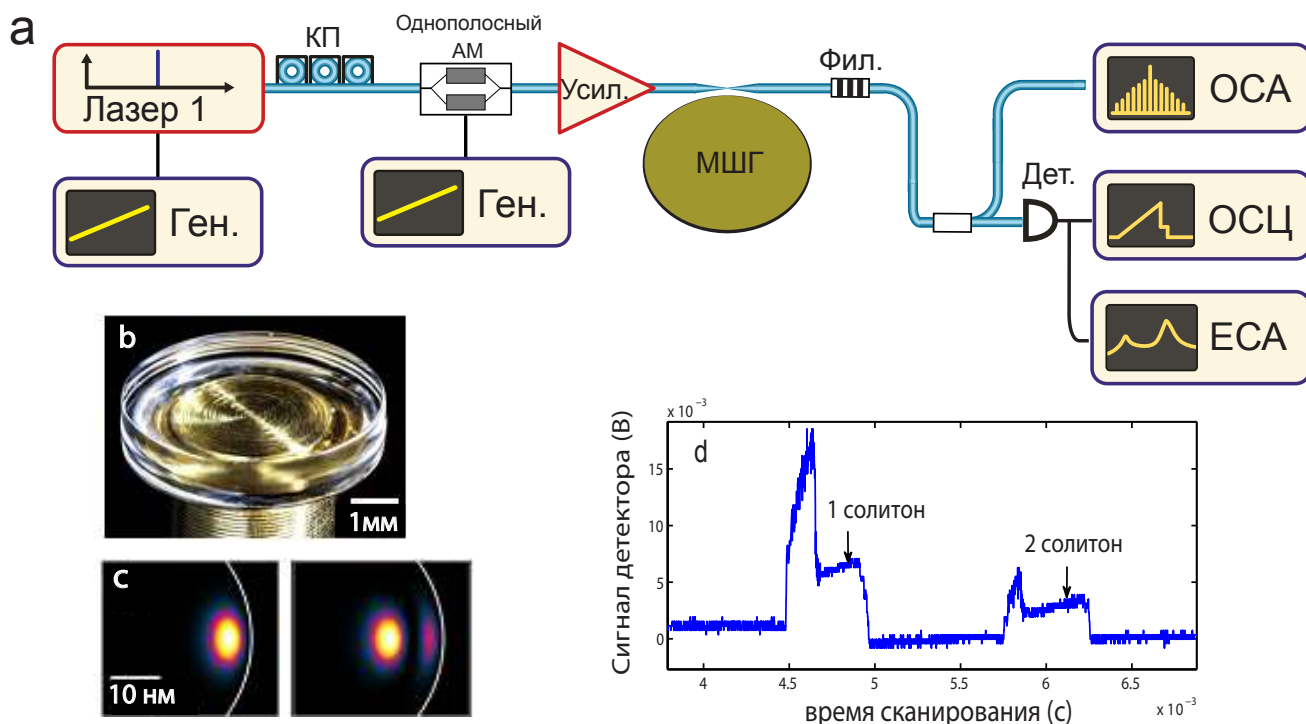 a
КП
Однополосный
АМ
Лазер 1
Усил.
Фил.
ОСА
Ген.
Ген.
МШГ
Дет.
ОСЦ
ЕСА
b
1мм
c
10 нм
d
x 10⁻³
Сигнал детектора (В)
15
10
5
0
1 солитон
2 солитон
4
4.5
5
5.5
6
6.5
x 10⁻³
время сканирования (с)